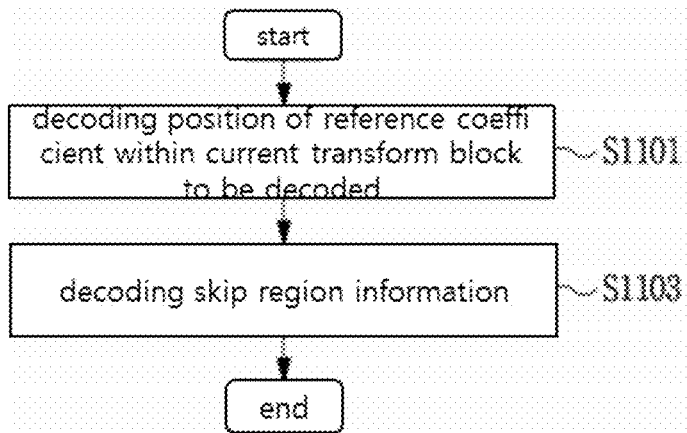 start
decoding position of reference coeffi
cient within current transform block
to be decoded
S1101
decoding skip region information
S1103
end